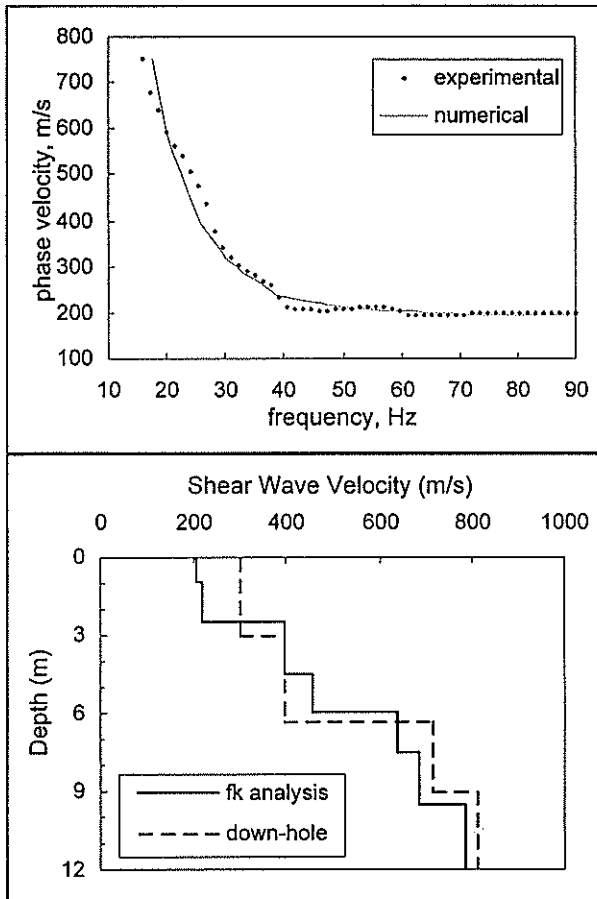 800
700
600
500
400
300
200
100
phase velocity, m/s
experimental
numerical
10 20 30 40 50 60 70 80 90
frequency, Hz
Shear Wave Velocity (m/s)
0 200 400 600 800 1000
0
3
6
9
12
Depth (m)
fk analysis
down-hole